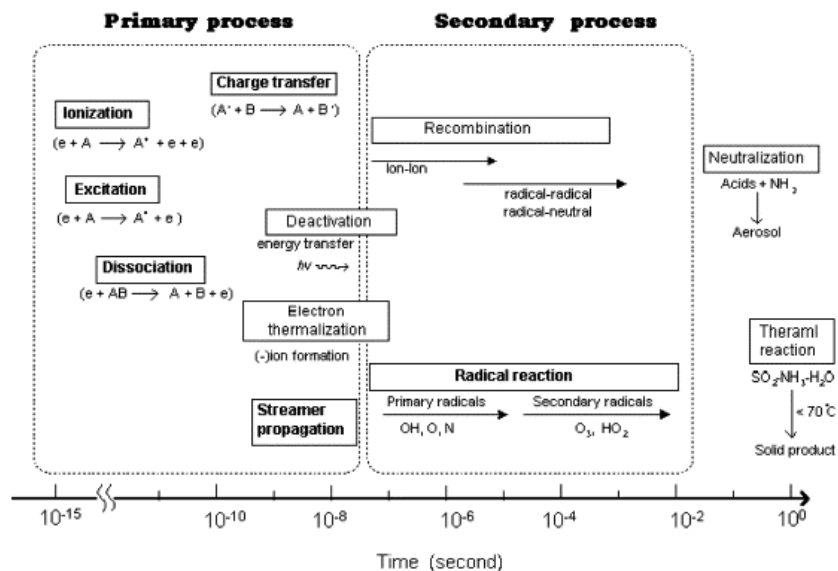 Primary process
Secondary process
Charge transfer
(A⁺ + B → A + B⁺)
Ionization
(e + A → A⁺ + e + e)
Excitation
(e + A → A* + e)
Dissociation
(e + AB → A + B + e)
Deactivation
energy transfer
hν
Electron
thermalization
(-)ion formation
Streamer
propagation
Recombination
Ion-Ion
radical-radical
radical-neutral
Radical reaction
Primary radicals
OH, O, N
Secondary radicals
O₃, HO₂
Neutralization
Acids + NH₃
Aerosol
Theraml
reaction
SO₂-NH₃-H₂O
< 70℃
Solid product
10⁻¹⁵ 10⁻¹⁰ 10⁻⁸ 10⁻⁶ 10⁻⁴ 10⁻² 10⁰
Time (second)